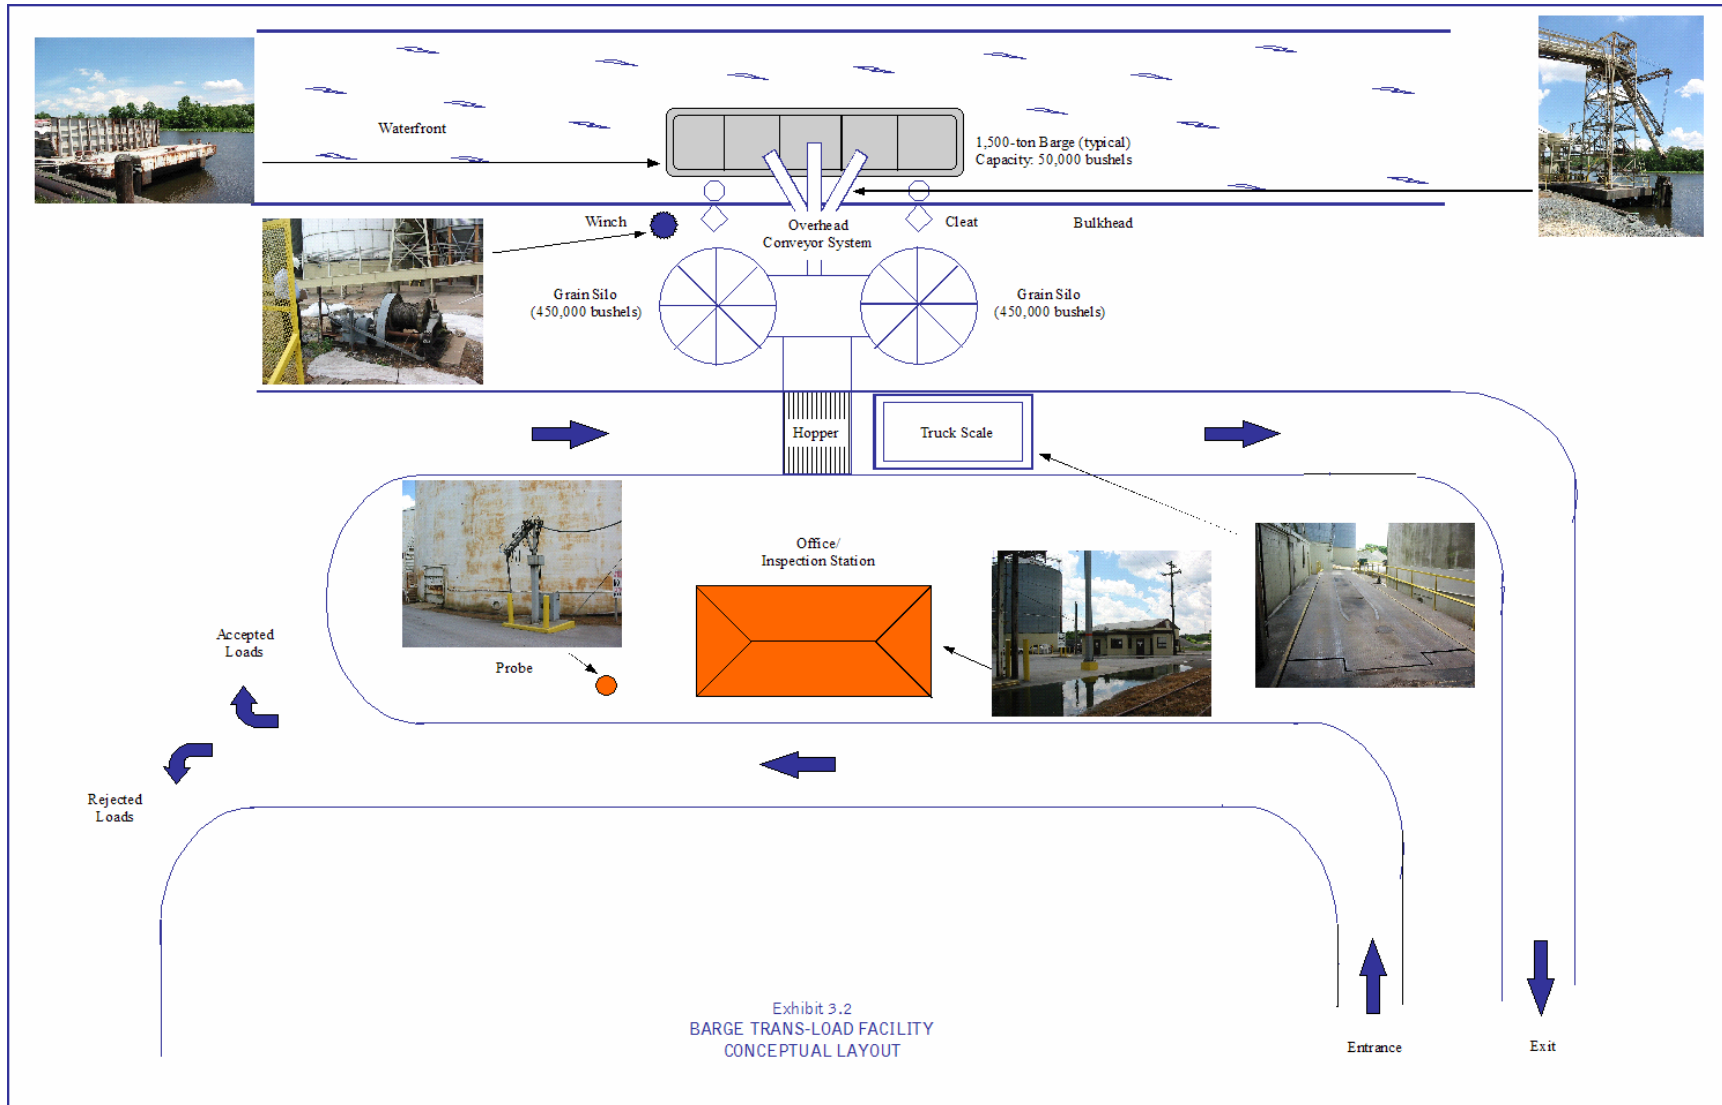 Waterfront
1,500-ton Barge (typical)
Capacity: 50,000 bushels
Winch
Overhead
Conveyor System
Cleat
Bulkhead
Grain Silo
(450,000 bushels)
Grain Silo
(450,000 bushels)
Hopper
Truck Scale
Office/
Inspection Station
Probe
Accepted
Loads
Rejected
Loads
Exhibit 3.2
BARGE TRANS-LOAD FACILITY
CONCEPTUAL LAYOUT
Entrance
Exit